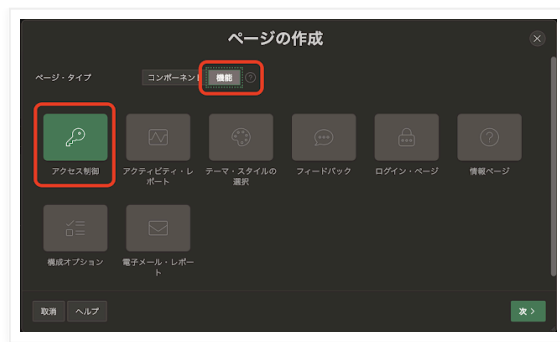 ページの作成
ページ・タイプ
コンポーネント
機能
アクセス制御
アクティビティ・レ
ポート
テーマ・スタイルの
選択
フィードバック
ログイン・ページ
情報ページ
構成オプション
電子メール・レポー
ト
取消
ヘルプ
次 >